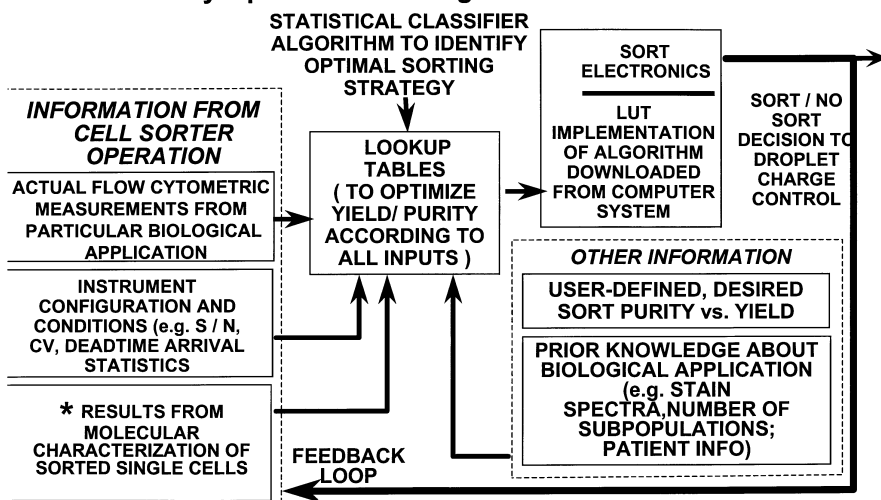 STATISTICAL CLASSIFIER
ALGORITHM TO IDENTIFY
OPTIMAL SORTING
STRATEGY
INFORMATION FROM
CELL SORTER
OPERATION
ACTUAL FLOW CYTOMETRIC
MEASUREMENTS FROM
PARTICULAR BIOLOGICAL
APPLICATION
INSTRUMENT
CONFIGURATION AND
CONDITIONS (e.g. S / N,
CV, DEADTIME ARRIVAL
STATISTICS
* RESULTS FROM
MOLECULAR
CHARACTERIZATION OF
SORTED SINGLE CELLS
LOOKUP
TABLES
( TO OPTIMIZE
YIELD/ PURITY
ACCORDING TO
ALL INPUTS )
SORT
ELECTRONICS
LUT
IMPLEMENTATION
OF ALGORITHM
DOWNLOADED
FROM COMPUTER
SYSTEM
SORT / NO
SORT
DECISION TO
DROPLET
CHARGE
CONTROL
OTHER INFORMATION
USER-DEFINED, DESIRED
SORT PURITY vs. YIELD
PRIOR KNOWLEDGE ABOUT
BIOLOGICAL APPLICATION
(e.g. STAIN
SPECTRA,NUMBER OF
SUBPOPULATIONS;
PATIENT INFO)
FEEDBACK
LOOP